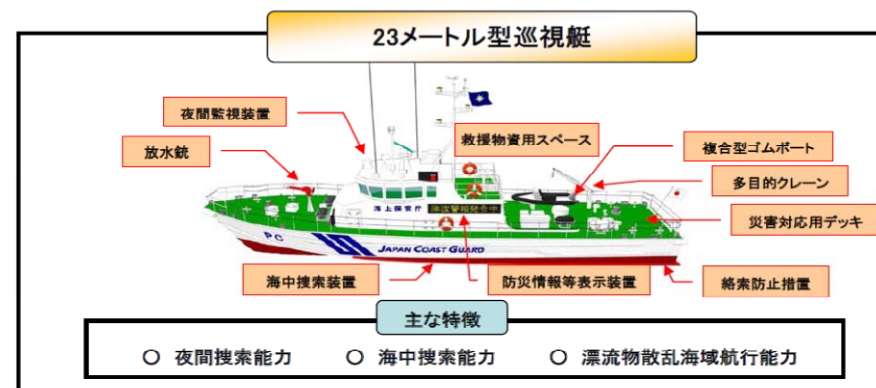 23メートル型巡視艇
夜間監視装置
救援物資用スペース
複合型ゴムボート
放水銃
多目的クレーン
災害対応用デッキ
海上保安庁
PC
JAPAN COAST GUARD
海中捜索装置
防災情報等表示装置
絡索防止措置
主な特徴
○ 夜間捜索能力 ○ 海中捜索能力 ○ 漂流物散乱海域航行能力